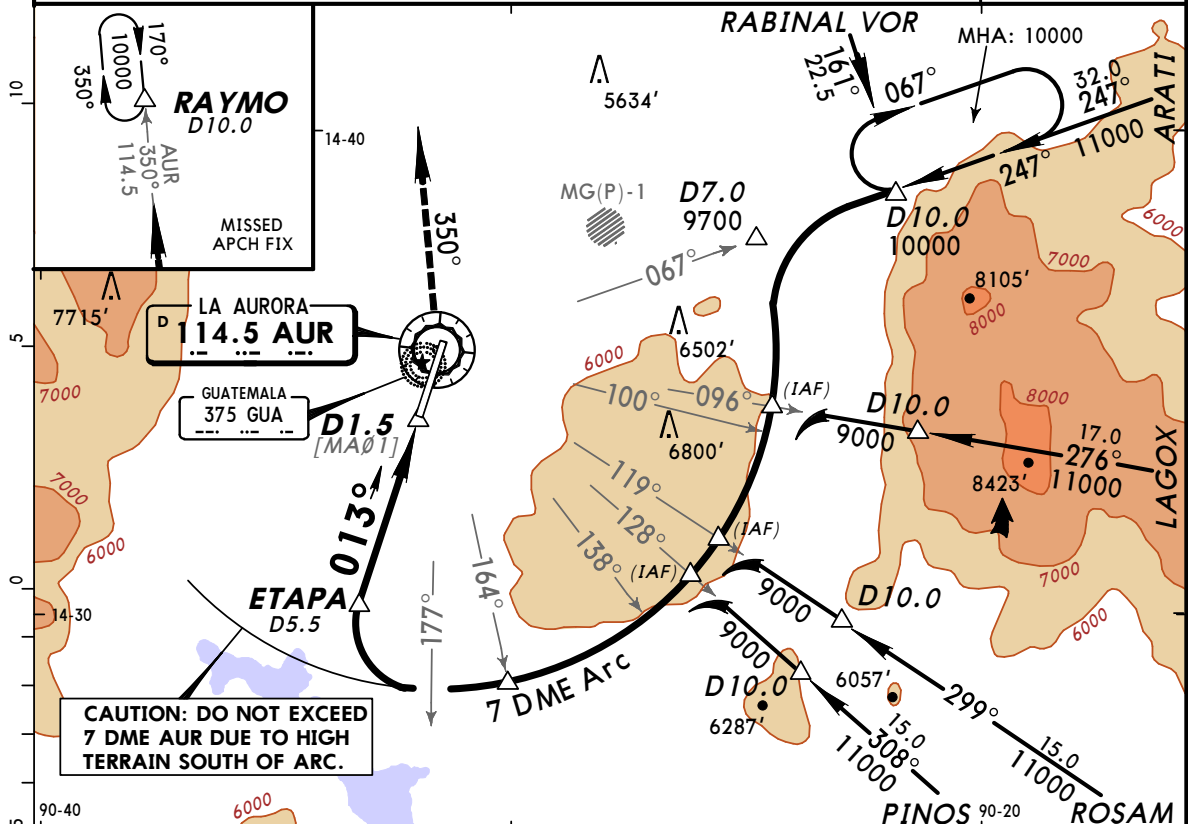 170°
10000
350°
RAYMO
D10.0
AUR
350°
114.5
MISSED
APCH FIX
10
14-40
5634'
RABINAL VOR
161°
22.5
067°
MHA: 10000
32.0
247°
11000
ARATI
247°
D10.0
10000
MG(P)-1
D7.0
9700
067°
350°
7715'
LA AURORA
D
114.5 AUR
GUATEMALA
375 GUA
D1.5
[MAØ1]
5
6000
7000
8105'
8000
6000
7000
6502'
096°
100°
(IAF)
6800'
D10.0
9000
8000
17.0
276°
11000
LAGOX
8423'
119°
(IAF)
128°
138°
(IAF)
7000
6000
013°
164°
177°
9000
D10.0
7000
6000
0
14-30
ETAPA
D5.5
7 DME Arc
9000
D10.0
6287'
6057'
299°
15.0
11000
15.0
308°
11000
CAUTION: DO NOT EXCEED
7 DME AUR DUE TO HIGH
TERRAIN SOUTH OF ARC.
6000
5
90-40
PINOS
90-20
ROSAM